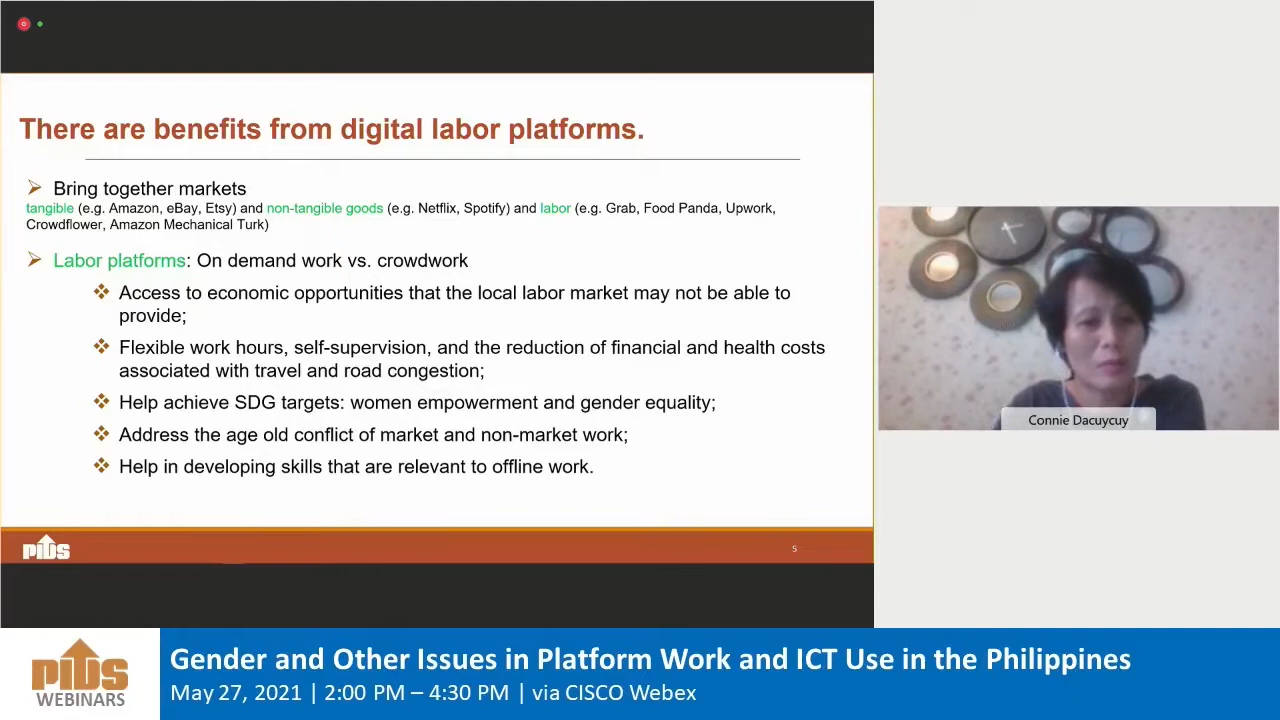 There are benefits from digital labor platforms.
Bring together markets
tangible (e.g. Amazon, eBay, Etsy) and non-tangible goods (e.g. Netflix, Spotify) and labor (e.g. Grab, Food Panda, Upwork,
Crowdflower, Amazon Mechanical Turk)
Labor platforms: On demand work vs. crowdwork
Access to economic opportunities that the local labor market may not be able to
provide;
Flexible work hours, self-supervision, and the reduction of financial and health costs
associated with travel and road congestion;
Help achieve SDG targets: women empowerment and gender equality;
Address the age old conflict of market and non-market work;
Help in developing skills that are relevant to offline work.
PIDS
5
Connie Dacuycuy
PIDS
WEBINARS
Gender and Other Issues in Platform Work and ICT Use in the Philippines
May 27, 2021 | 2:00 PM – 4:30 PM | via CISCO Webex